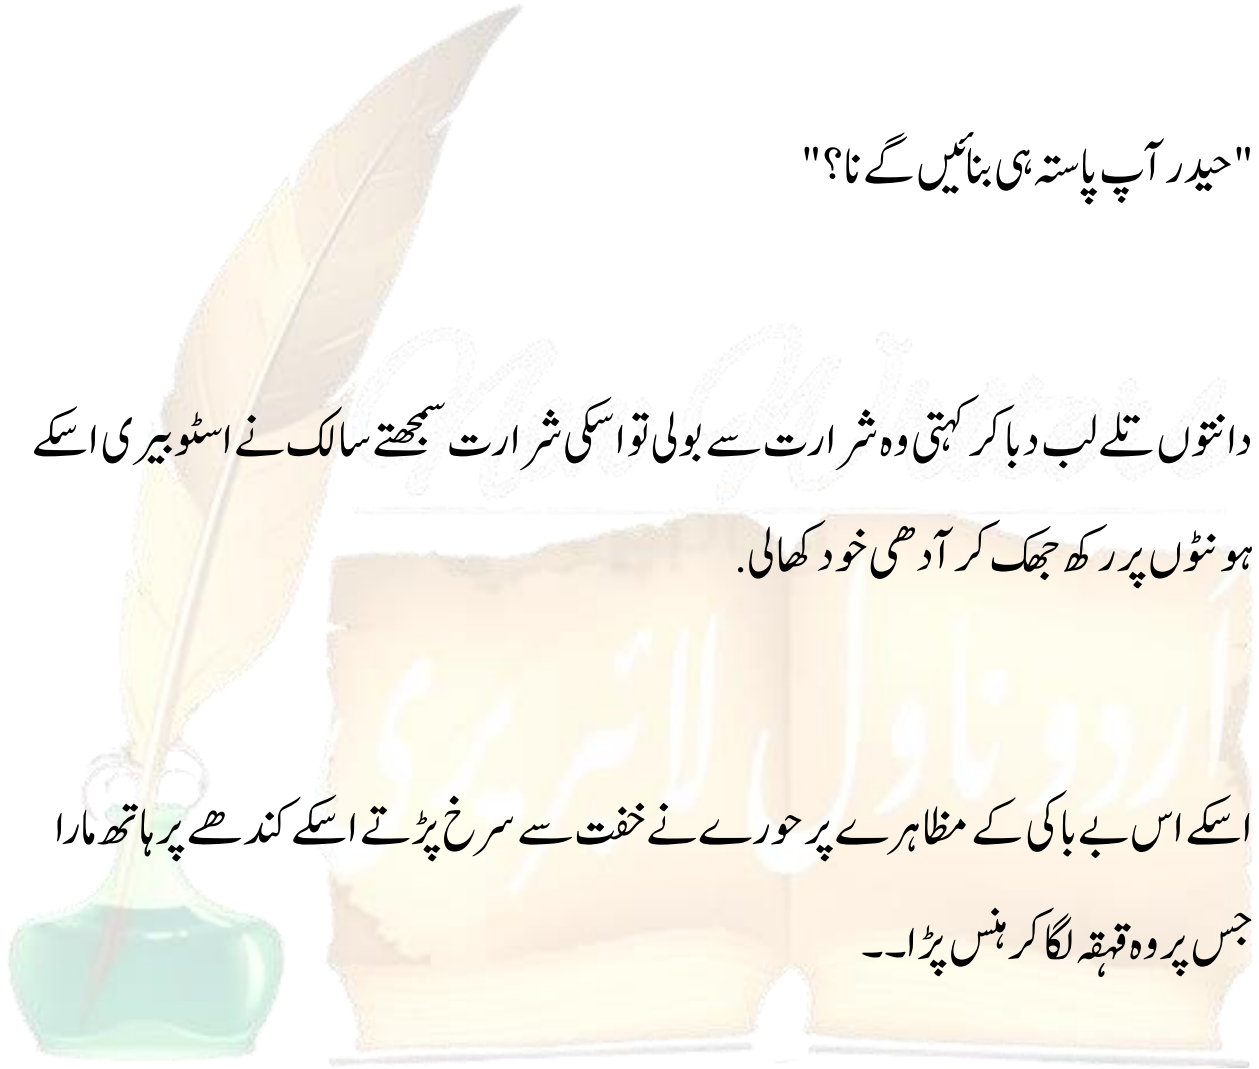 "حیدر آپ پاستہ ہی بنائیں گے نا؟"
دانتوں تلے لب دبا کر کہتی وہ شرارت سے بولی تو اسکی شرارت سمجھتے سالک نے اسٹوبیری اسکے
ہونٹوں پر رکھ جھک کر آدھی خود کھالی.
اردو ناول لائبریری
اسکے اس بے باکی کے مظاہرے پر حورے نے خفت سے سرخ پڑتے اسکے کندھے پر ہاتھ مارا
جس پر وہ قہقہ لگا کر ہنس پڑا۔۔